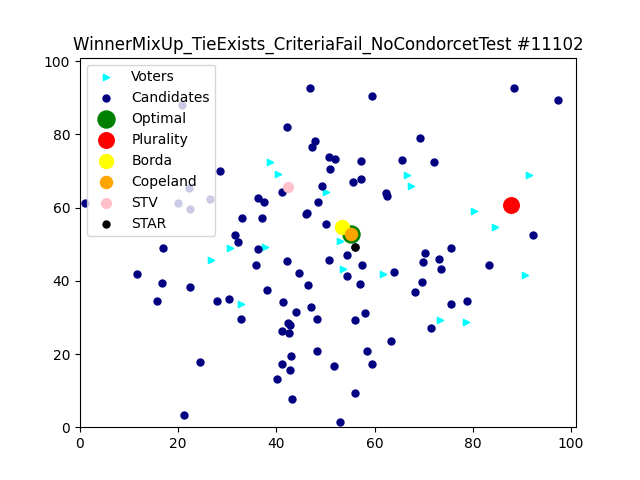 WinnerMixUp_TieExists_CriteriaFail_NoCondorcetTest #11102
100
80
60
40
20
0
Voters
Candidates
Optimal
Plurality
Borda
Copeland
STV
STAR
0 20 40 60 80 100